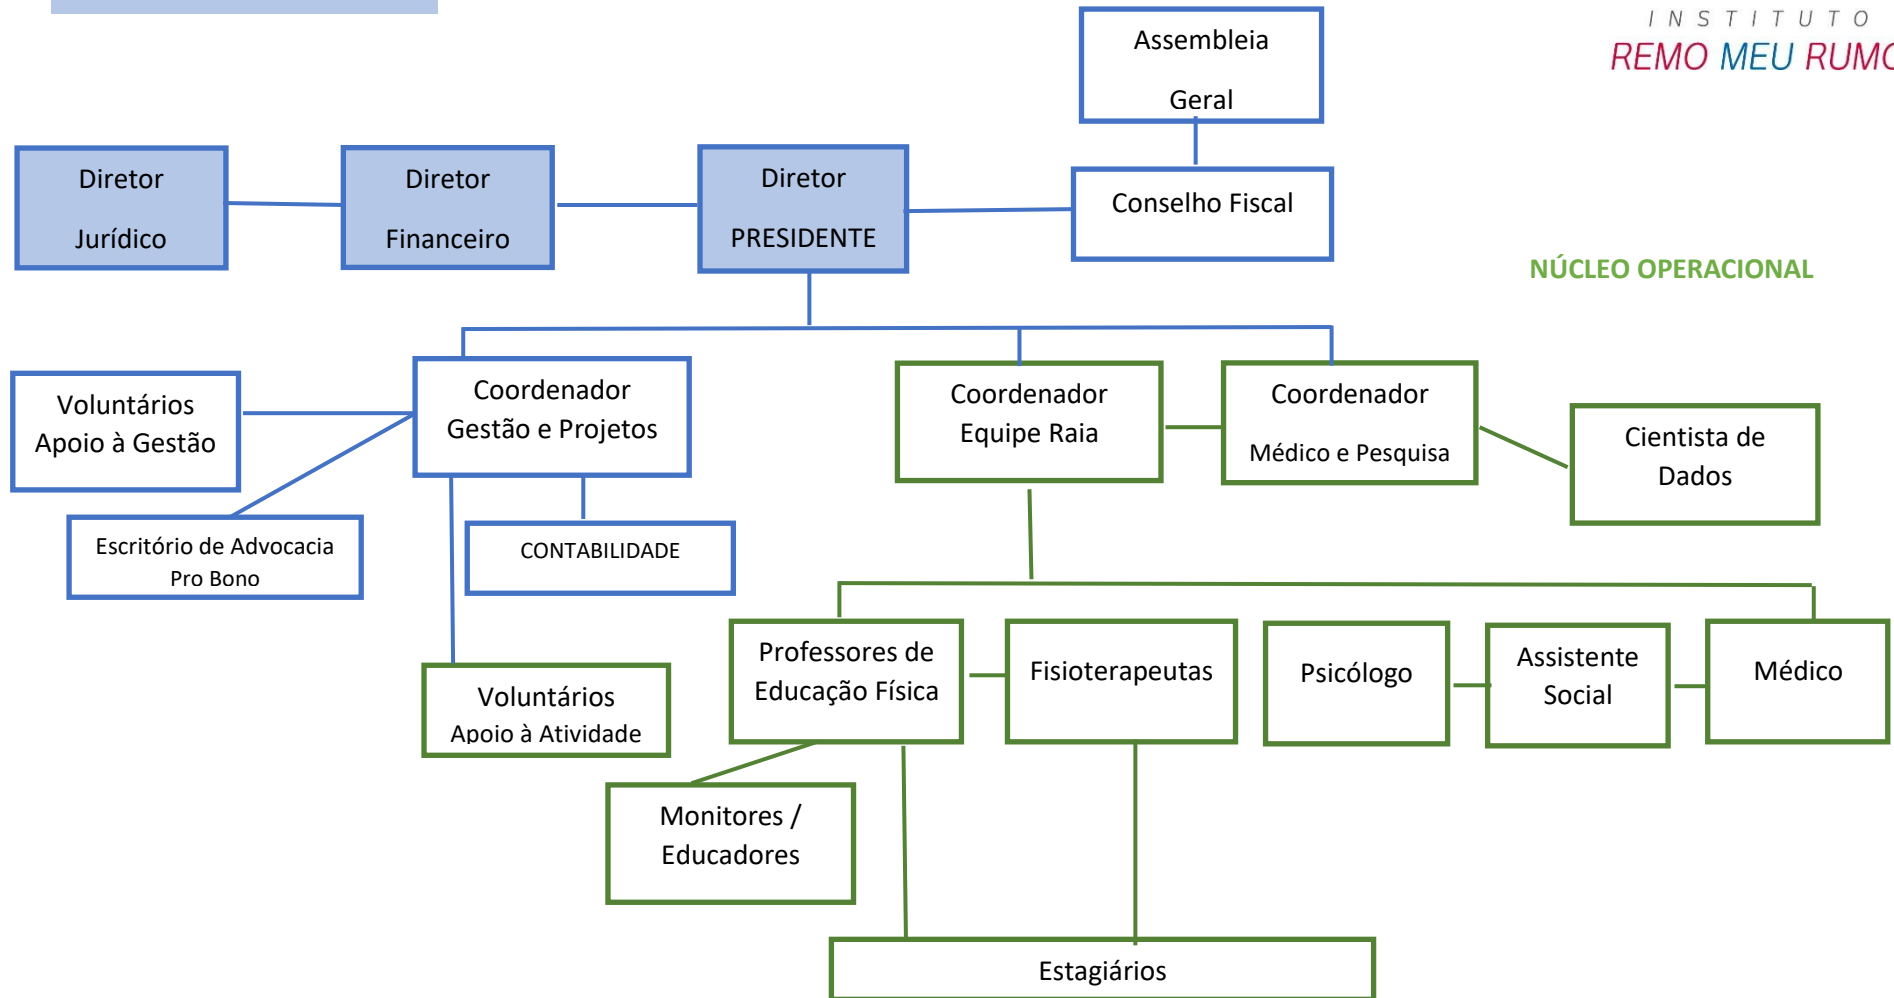 INSTITUTO
REMO MEU RUMO
Assembleia
Geral
Diretor
Jurídico
Diretor
Financeiro
Diretor
PRESIDENTE
Conselho Fiscal
NÚCLEO OPERACIONAL
Voluntários
Apoio à Gestão
Coordenador
Gestão e Projetos
Coordenador
Equipe Raia
Coordenador
Médico e Pesquisa
Cientista de
Dados
Escritório de Advocacia
Pro Bono
CONTABILIDADE
Voluntários
Apoio à Atividade
Professores de
Educação Física
Fisioterapeutas
Psicólogo
Assistente
Social
Médico
Monitores /
Educadores
Estagiários